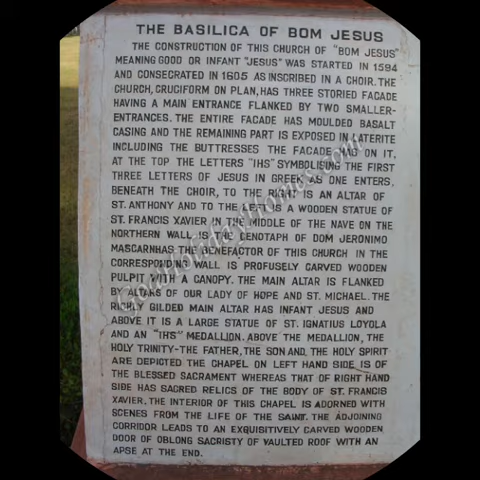 THE BASILICA OF BOM JESUS
THE CONSTRUCTION OF THIS CHURCH OF "BOM JESUS"
MEANING GOOD OR INFANT "JESUS" WAS STARTED IN 1594
AND CONSECRATED IN 1605 AS INSCRIBED IN A CHOIR. THE
CHURCH, CRUCIFORM ON PLAN, HAS THREE STORIED FACADE
HAVING A MAIN ENTRANCE FLANKED BY TWO SMALLER-
ENTRANCES. THE ENTIRE FACADE HAS MOULDED BASALT
CASING AND THE REMAINING PART IS EXPOSED IN LATERITE
INCLUDING THE BUTTRESSES THE FACADE HAS ON IT,
AT THE TOP THE LETTERS "IHS" SYMBOLISING THE FIRST
THREE LETTERS OF JESUS IN GREEK. AS ONE ENTERS,
BENEATH THE CHOIR, TO THE RIGHT IS AN ALTAR OF
ST. ANTHONY AND TO THE LEFT IS A WOODEN STATUE OF
ST. FRANCIS XAVIER IN THE MIDDLE OF THE NAVE ON THE
NORTHERN WALL IS THE CENOTAPH OF DOM JERONIMO
MASCARNHAS THE BENEFACTOR OF THIS CHURCH IN THE
CORRESPONDING WALL IS PROFUSELY CARVED WOODEN
PULPIT WITH A CANOPY. THE MAIN ALTAR IS FLANKED
BY ALTARS OF OUR LADY OF HOPE AND ST. MICHAEL. THE
RICHLY GILDED MAIN ALTAR HAS INFANT JESUS AND
ABOVE IT IS A LARGE STATUE OF ST. IGNATIUS LOYOLA
AND AN "IHS" MEDALLION. ABOVE THE MEDALLION, THE
HOLY TRINITY-THE FATHER, THE SON AND THE HOLY SPIRIT
ARE DEPICTED THE CHAPEL ON LEFT HAND SIDE IS OF
THE BLESSED SACRAMENT WHEREAS THAT OF RIGHT HAND
SIDE HAS SACRED RELICS OF THE BODY OF ST. FRANCIS
XAVIER. THE INTERIOR OF THIS CHAPEL IS ADORNED WITH
SCENES FROM THE LIFE OF THE SAINT. THE ADJOINING
CORRIDOR LEADS TO AN EXQUISITIVELY CARVED WOODEN
DOOR OF OBLONG SACRISTY OF VAULTED ROOF WITH AN
APSE AT THE END.